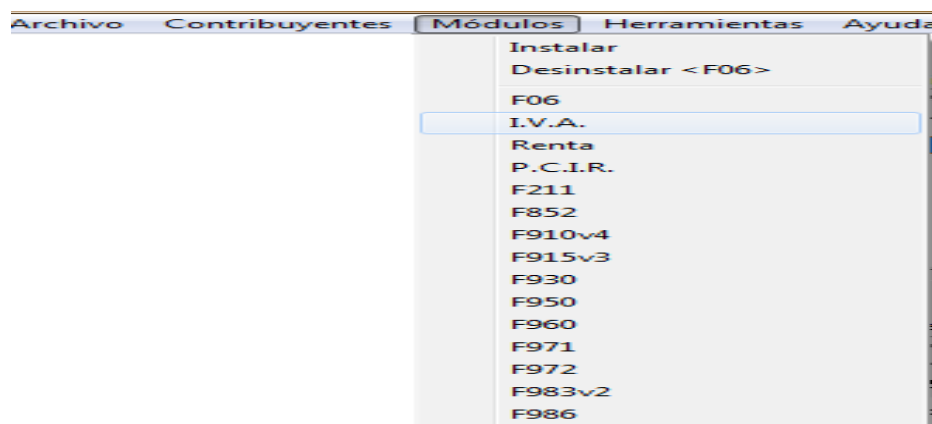 Archivo Contribuyentes Módulos Herramientas Ayuda
Instalar
Desinstalar <F06>
F06
I.V.A.
Renta
P.C.I.R.
F211
F852
F910v4
F915v3
F930
F950
F960
F971
F972
F983v2
F986